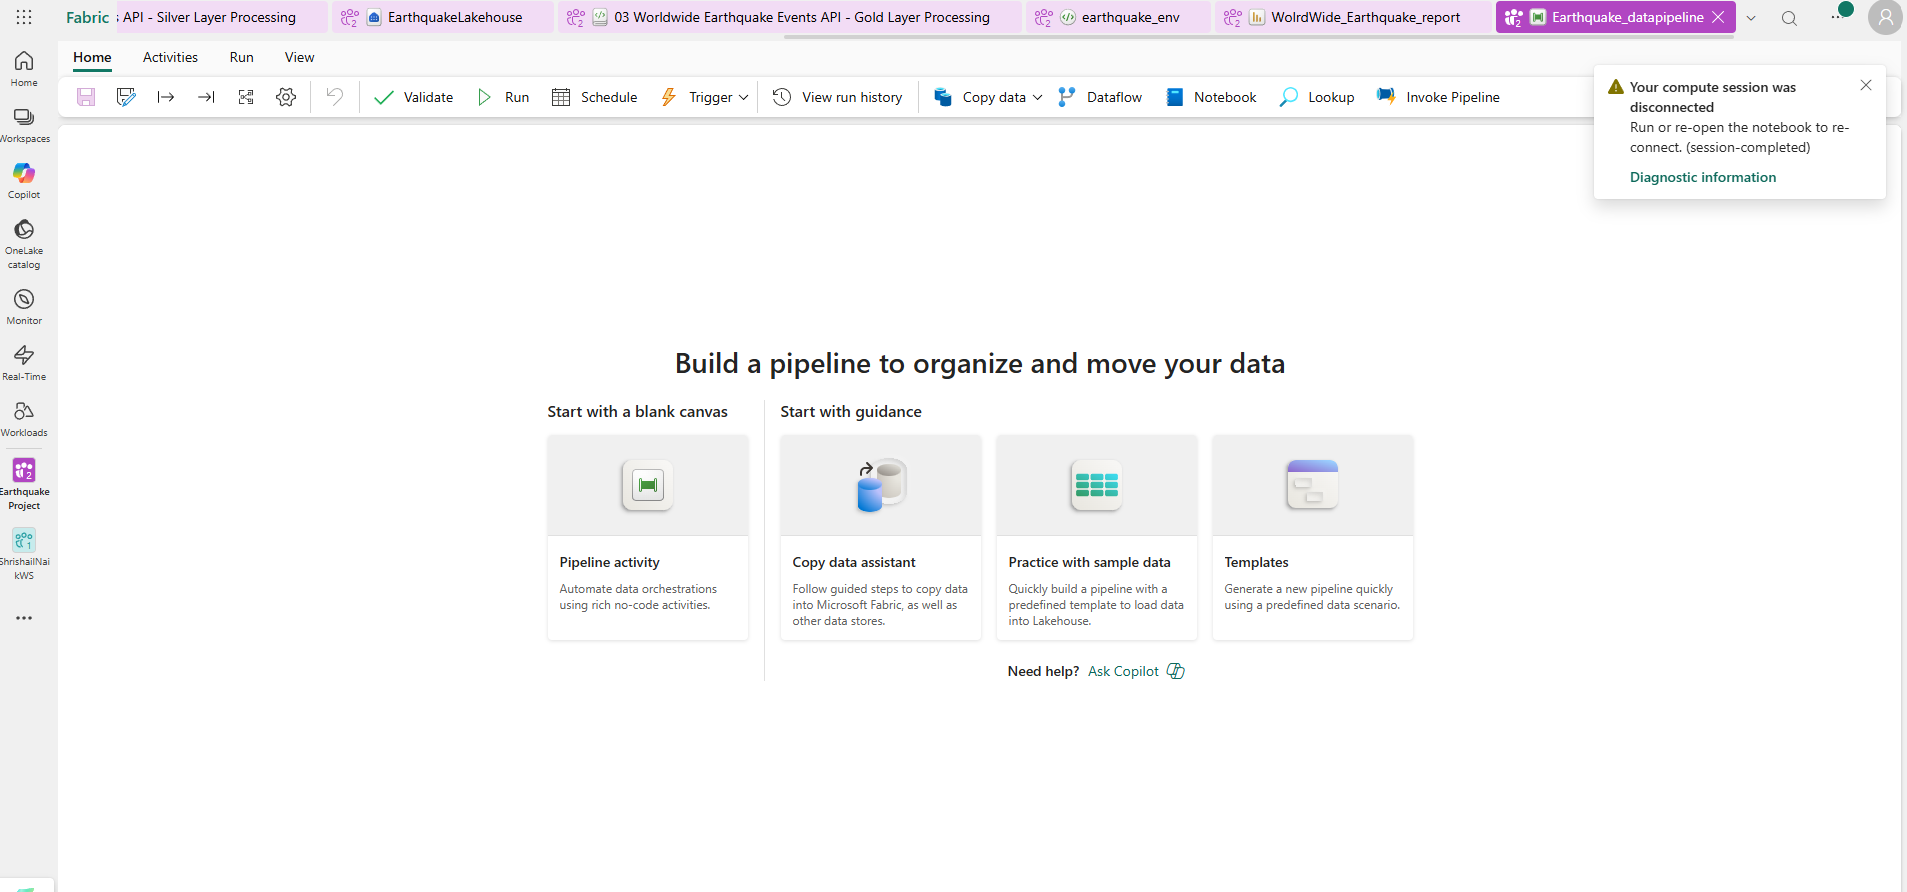 Fabric
s API - Silver Layer Processing
2
EarthquakeLakehouse
2
03 Worldwide Earthquake Events API - Gold Layer Processing
2
earthquake_env
2
WolrdWide_Earthquake_report
2
Earthquake_datapipeline
Home
Activities
Run
View
Validate
Run
Schedule
Trigger
View run history
Copy data
Dataflow
Notebook
Lookup
Invoke Pipeline
Your compute session was
disconnected
Run or re-open the notebook to re-
connect. (session-completed)
Diagnostic information
Home
Workspaces
Copilot
OneLake
catalog
Monitor
Real-Time
Workloads
2
Earthquake
Project
1
ShrishailNai
kWS
Build a pipeline to organize and move your data
Start with a blank canvas
Start with guidance
Pipeline activity
Automate data orchestrations
using rich no-code activities.
Copy data assistant
Follow guided steps to copy data
into Microsoft Fabric, as well as
other data stores.
Practice with sample data
Quickly build a pipeline with a
predefined template to load data
into Lakehouse.
Templates
Generate a new pipeline quickly
using a predefined data scenario.
Need help? Ask Copilot